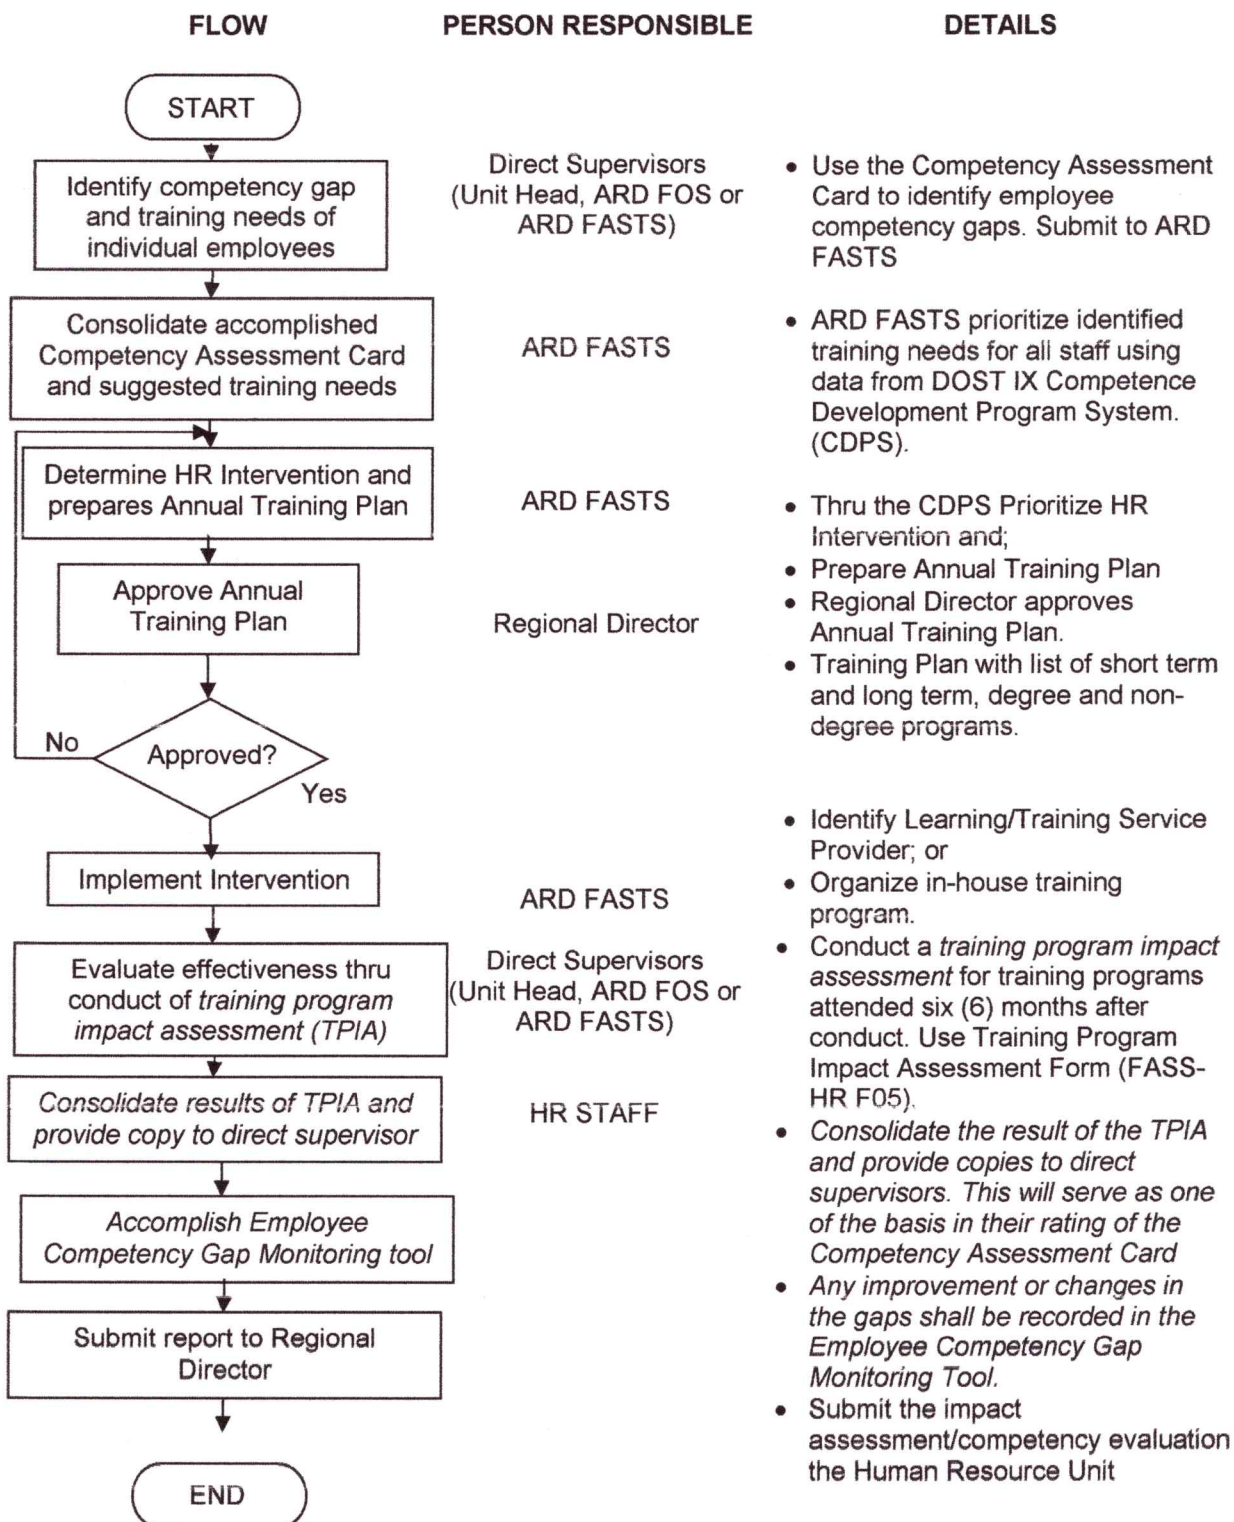 FLOW
PERSON RESPONSIBLE
DETAILS
START
Identify competency gap
and training needs of
individual employees
Direct Supervisors
(Unit Head, ARD FOS or
ARD FASTS)
• Use the Competency Assessment
Card to identify employee
competency gaps. Submit to ARD
FASTS
Consolidate accomplished
Competency Assessment Card
and suggested training needs
ARD FASTS
• ARD FASTS prioritize identified
training needs for all staff using
data from DOST IX Competence
Development Program System.
(CDPS).
Determine HR Intervention and
prepares Annual Training Plan
ARD FASTS
• Thru the CDPS Prioritize HR
Intervention and;
• Prepare Annual Training Plan
Approve Annual
Training Plan
Regional Director
• Regional Director approves
Annual Training Plan.
• Training Plan with list of short term
and long term, degree and non-
degree programs.
No
Approved?
Yes
Implement Intervention
ARD FASTS
• Identify Learning/Training Service
Provider; or
• Organize in-house training
program.
Evaluate effectiveness thru
conduct of training program
impact assessment (TPIA)
Direct Supervisors
(Unit Head, ARD FOS or
ARD FASTS)
• Conduct a training program impact
assessment for training programs
attended six (6) months after
conduct. Use Training Program
Impact Assessment Form (FASS-
HR F05).
Consolidate results of TPIA and
provide copy to direct supervisor
HR STAFF
• Consolidate the result of the TPIA
and provide copies to direct
supervisors. This will serve as one
of the basis in their rating of the
Competency Assessment Card
Accomplish Employee
Competency Gap Monitoring tool
• Any improvement or changes in
the gaps shall be recorded in the
Employee Competency Gap
Monitoring Tool.
Submit report to Regional
Director
• Submit the impact
assessment/competency evaluation
the Human Resource Unit
END